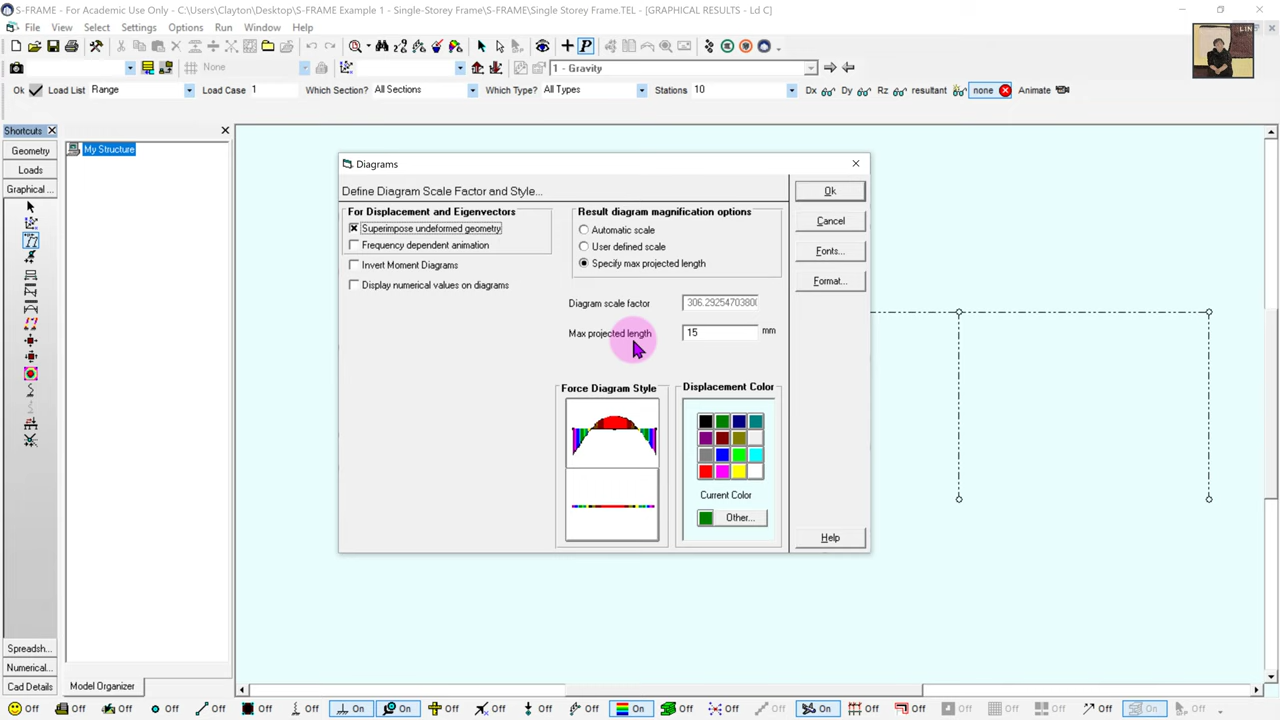 S-FRAME - For Academic Use Only - C:\Users\Clayton\Desktop\S-FRAME Example 1 - Single-Storey Frame\S-FRAME\Single Storey Frame.TEL - [GRAPHICAL RESULTS - Ld C]
File View Select Settings Options Run Window Help
LIN
None
1 - Gravity
Ok Load List Range Load Case 1 Which Section? All Sections Which Type? All Types Stations 10 Dx Dy Rz resultant none Animate
Shortcuts
Geometry
Loads
Graphical ...
My Structure
Diagrams
Define Diagram Scale Factor and Style...
For Displacement and Eigenvectors
Superimpose undeformed geometry
Frequency dependent animation
Invert Moment Diagrams
Display numerical values on diagrams
Result diagram magnification options
Automatic scale
User defined scale
Specify max projected length
Diagram scale factor 306.2925470380
Max projected length 15 mm
Force Diagram Style
Displacement Color
Current Color
Other...
Ok
Cancel
Fonts...
Format...
Help
Spreadsh...
Numerical...
Cad Details
Model Organizer
Off Off Off Off Off Off Off On On Off Off Off Off On Off Off Off On Off Off Off Off Off Off On Off